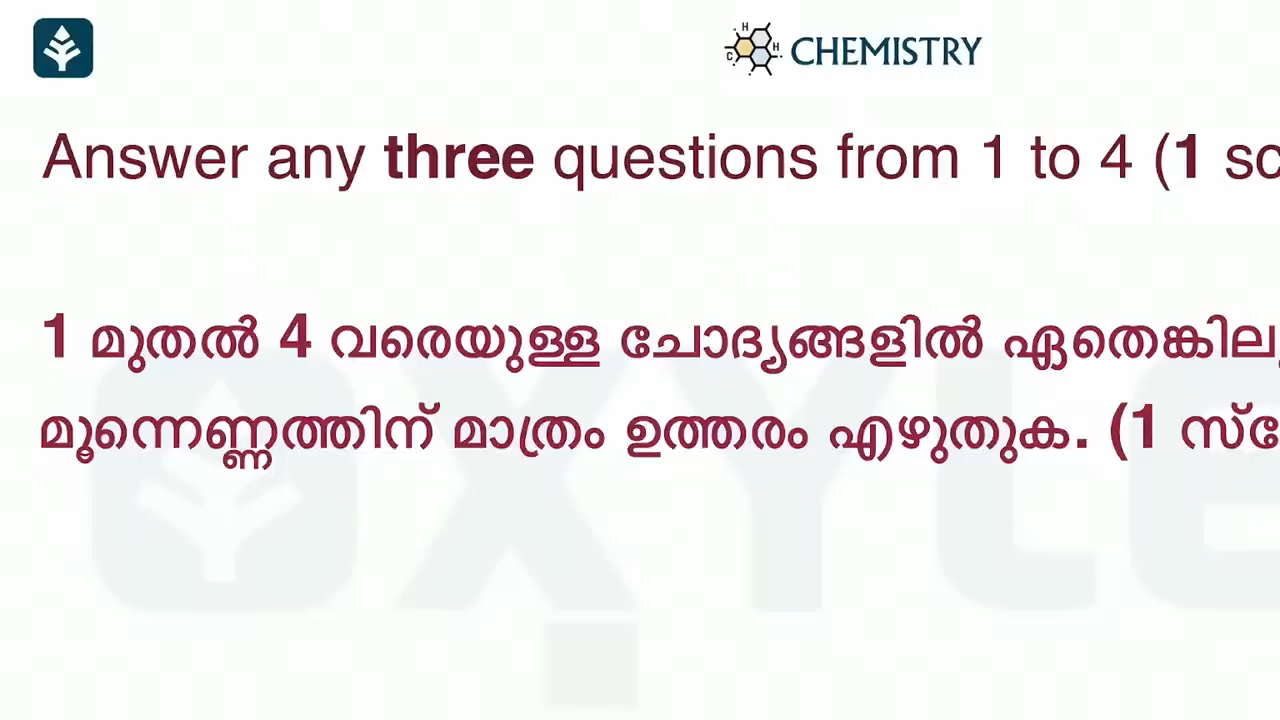 CHEMISTRY
Answer any three questions from 1 to 4 (1
1 മുതൽ 4 വരെയുള്ള ചോദ്യങ്ങളിൽ
മൂന്നെണ്ണത്തിന് മാത്രം ഉത്തരം എഴുതുക. (1